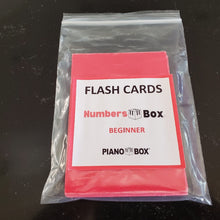 FLASH CARDS
Numbers Box
BEGINNER
PIANO BOX